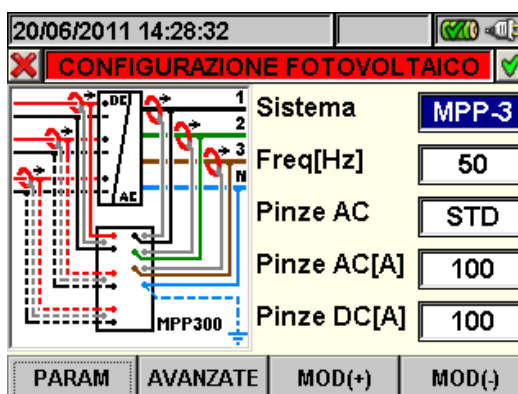 20/06/2011 14:28:32
CONFIGURAZIONE FOTOVOLTAICO
DC
AC
1
2
3
N
MPP300
Sistema MPP-3
Freq[Hz] 50
Pinze AC STD
Pinze AC[A] 100
Pinze DC[A] 100
PARAM AVANZATE MOD(+) MOD(-)